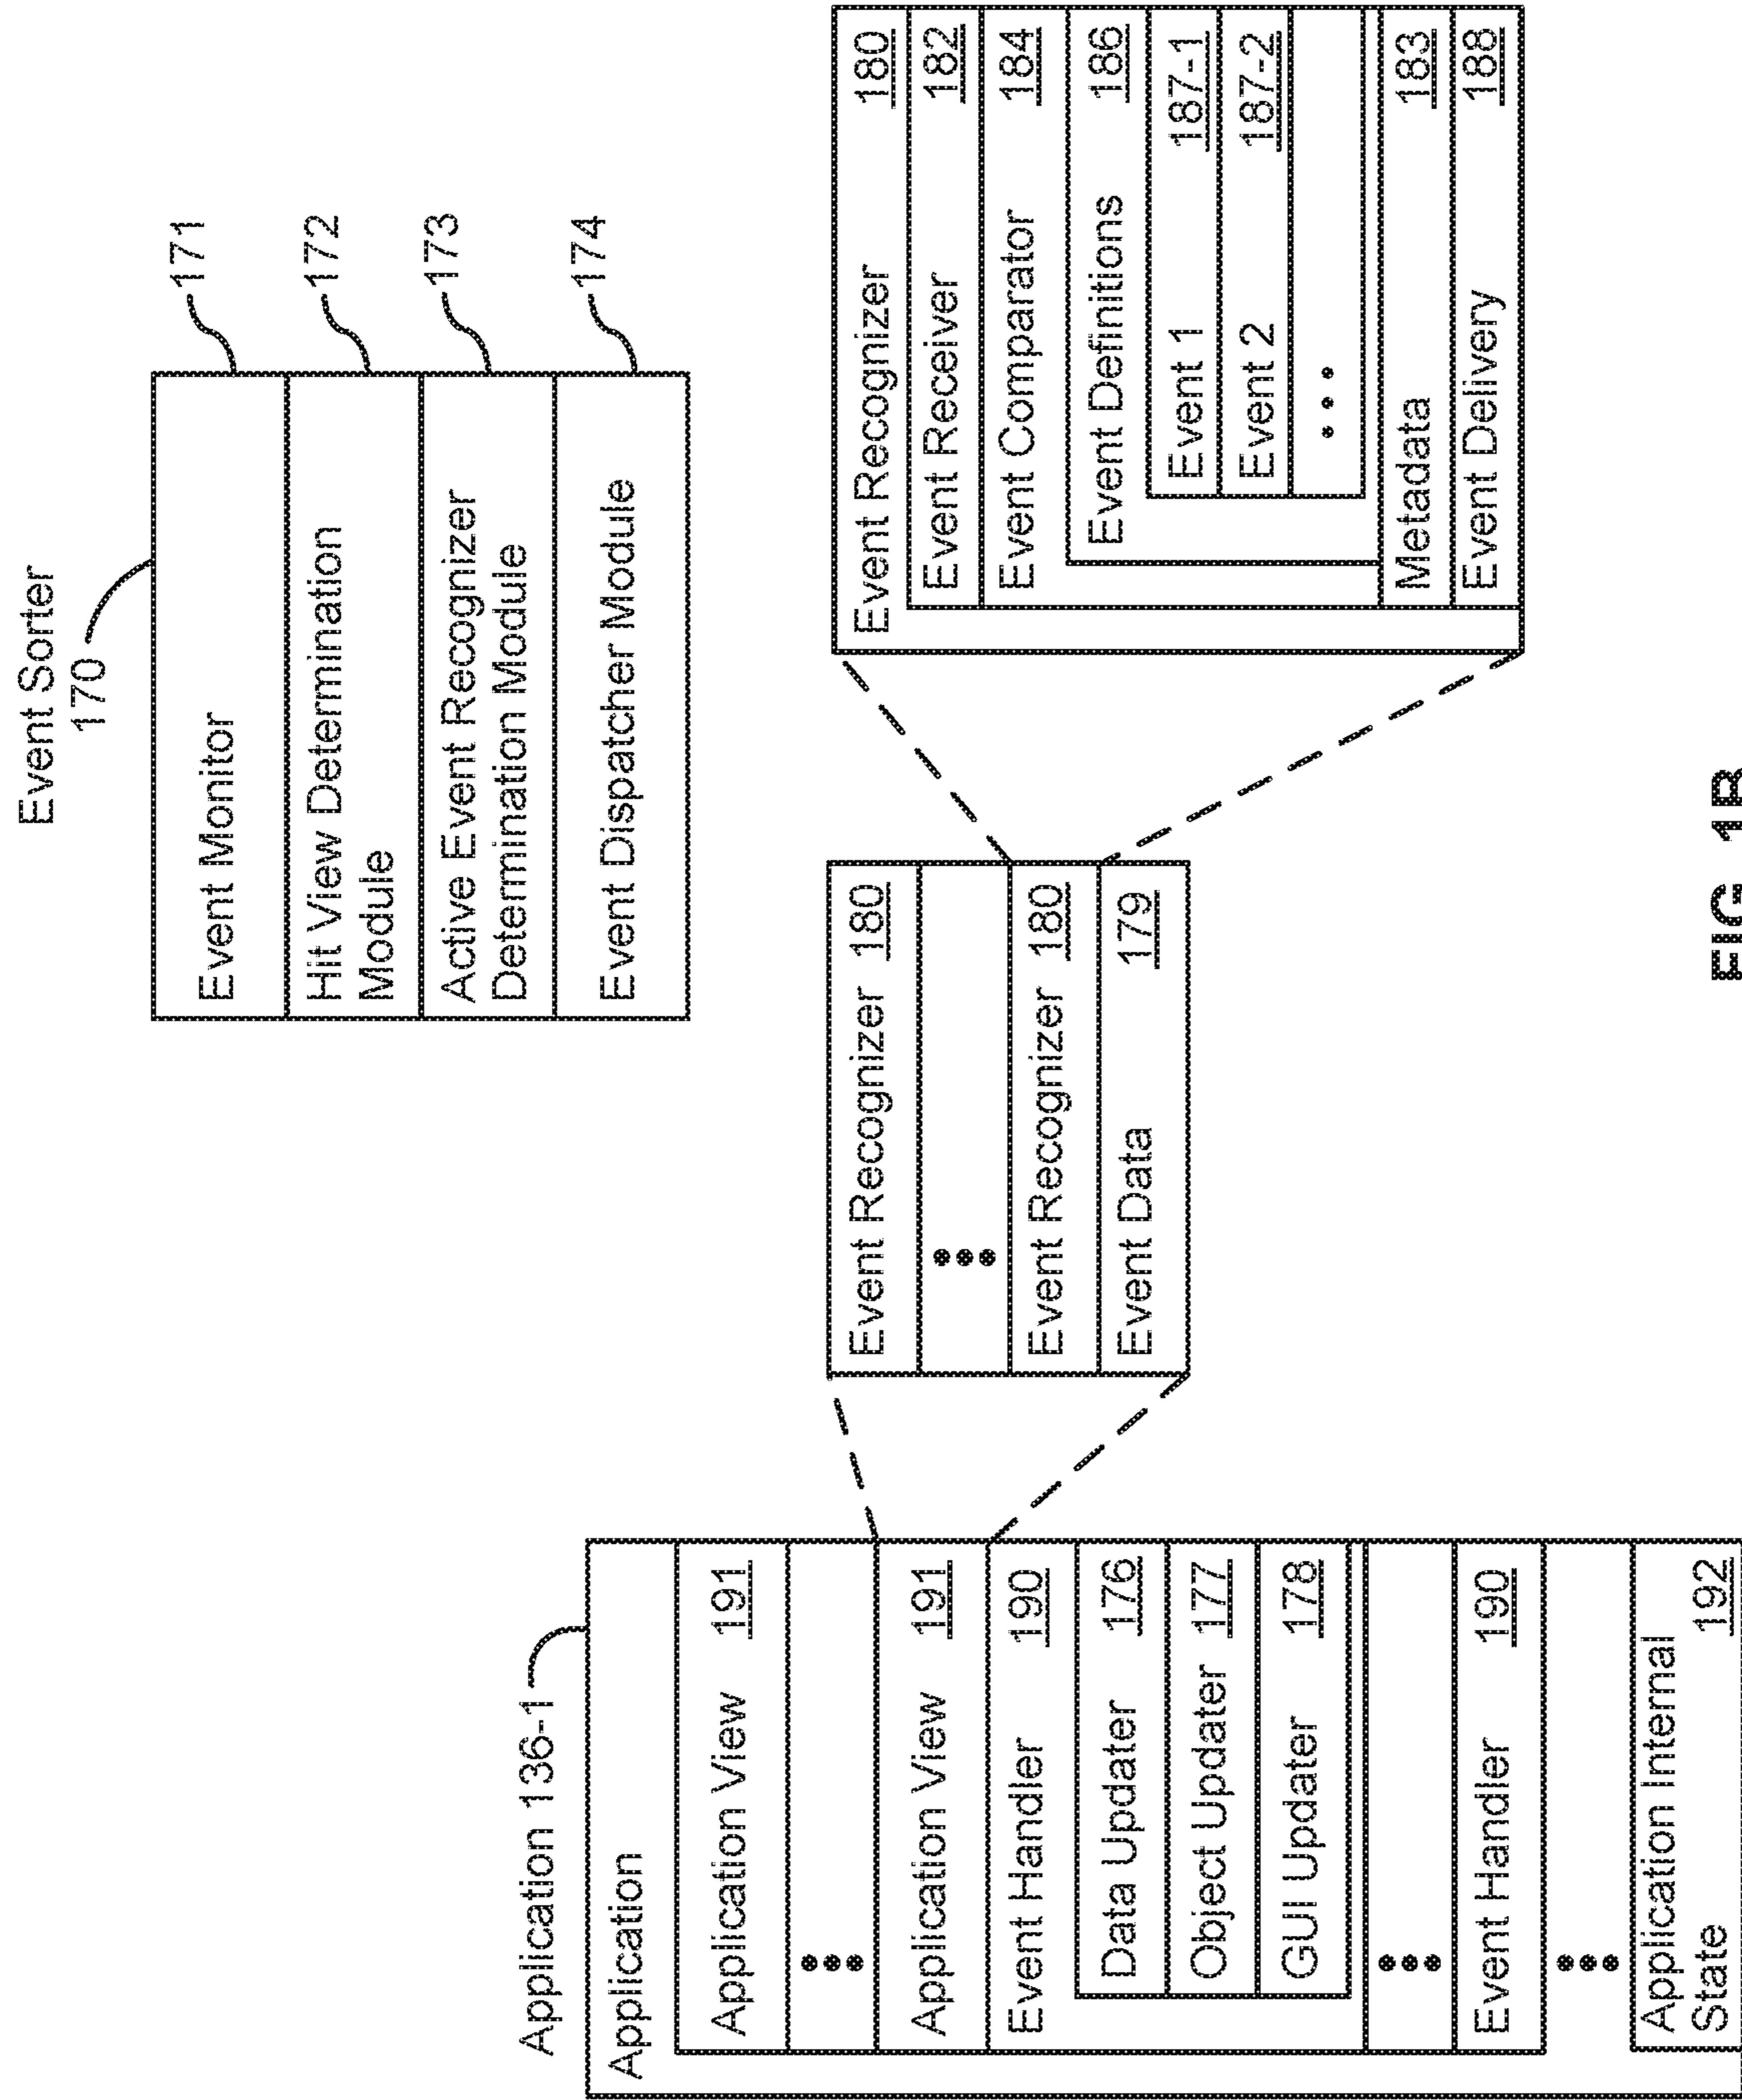 Event Sorter
170
Event Monitor
171
Hit View Determination
Module
172
Active Event Recognizer
Determination Module
173
Event Dispatcher Module
174
Application 136-1
Application
Application View 191
•••
Application View 191
Event Handler 190
Data Updater 176
Object Updater 177
GUI Updater 178
•••
Event Handler 190
•••
Application Internal
State 192
Event Recognizer 180
•••
Event Recognizer 180
Event Data 179
Event Recognizer 180
Event Receiver 182
Event Comparator 184
Event Definitions 186
Event 1 187-1
Event 2 187-2
• • •
Metadata 183
Event Delivery 188
FIG. 1B